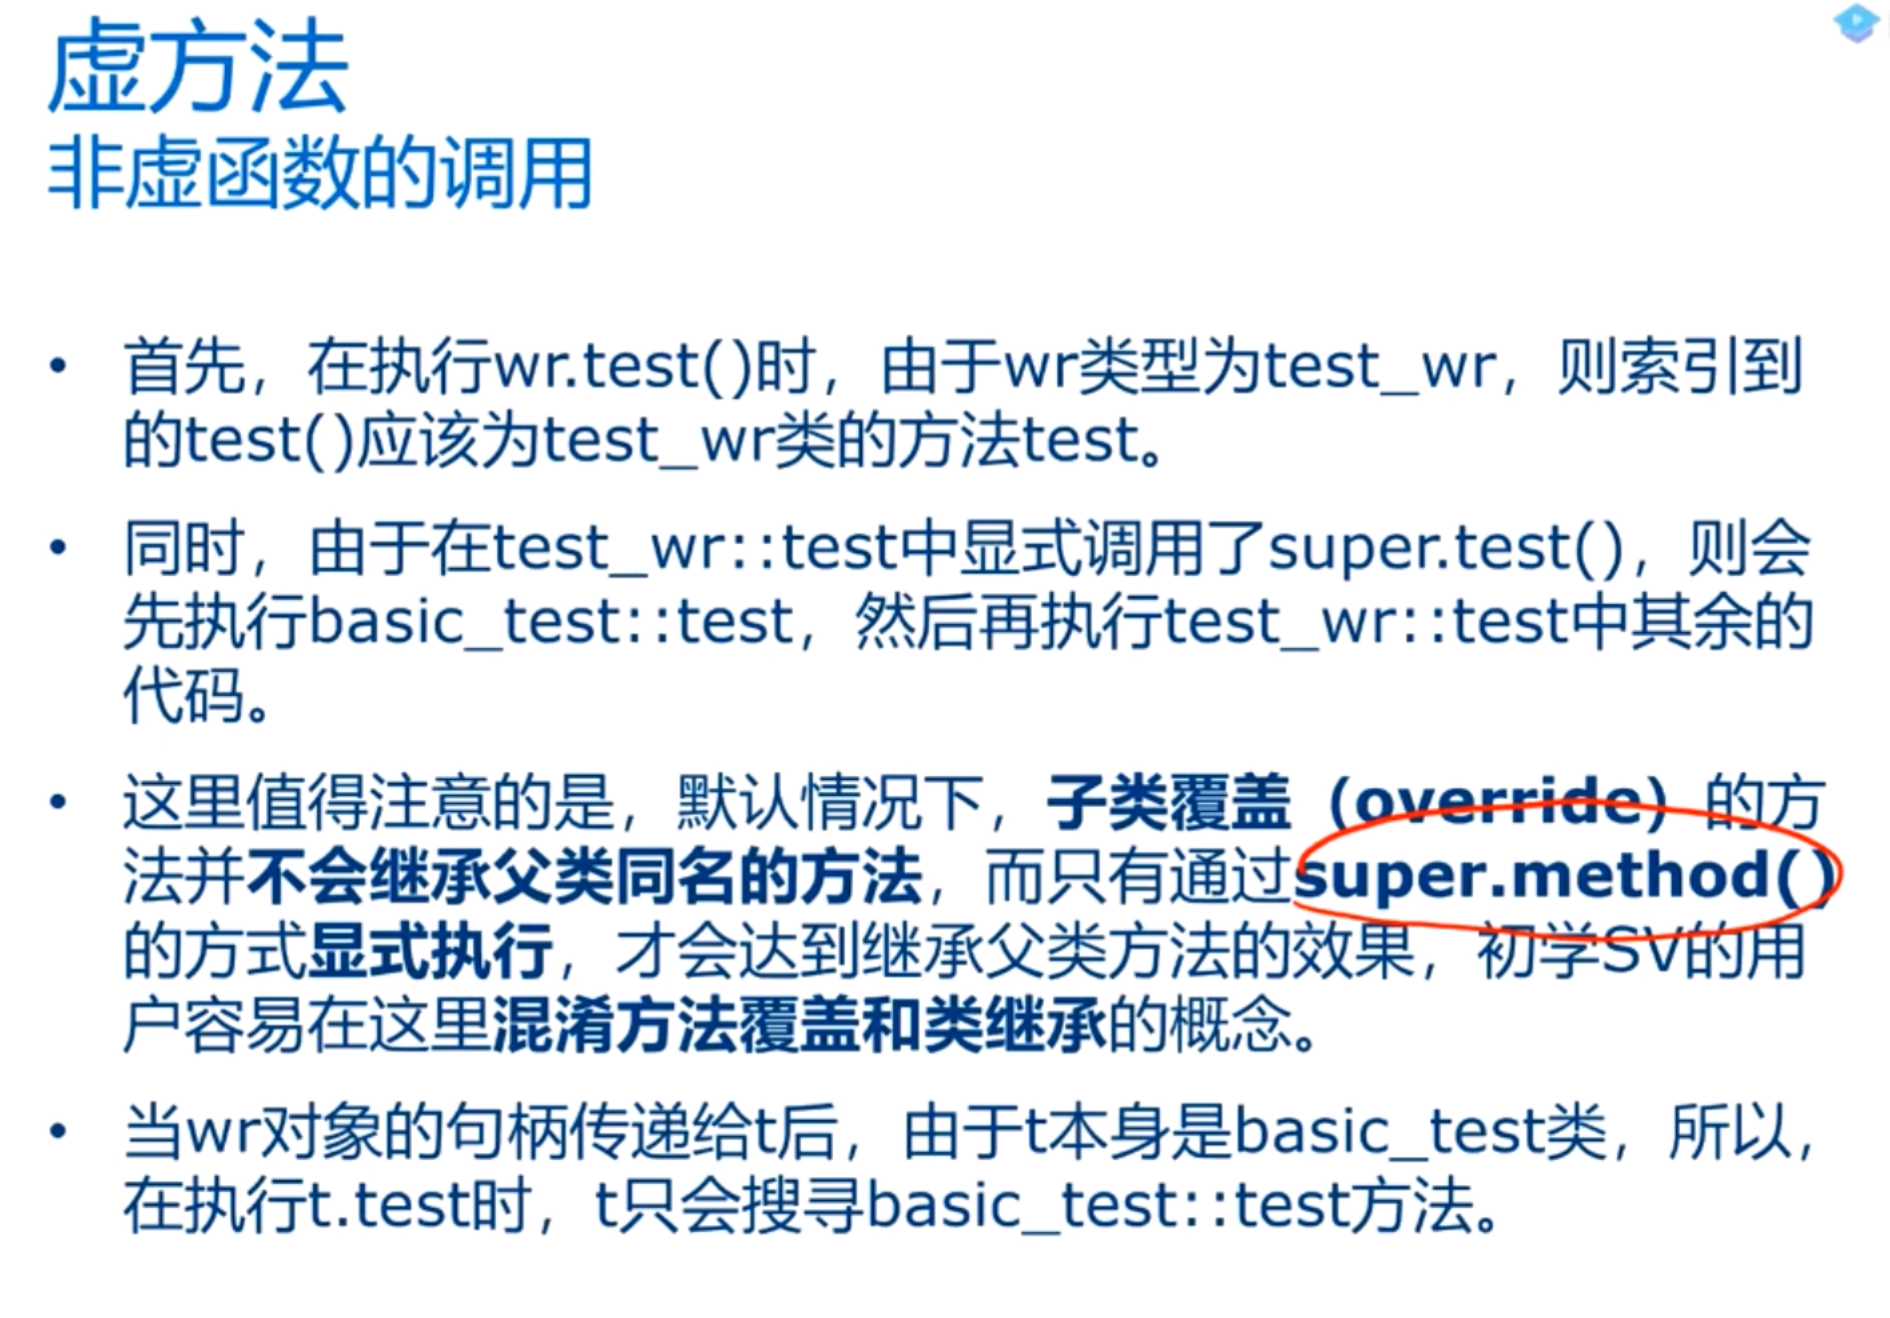 虚方法
非虚函数的调用
• 首先，在执行wr.test()时，由于wr类型为test_wr，则索引到
的test()应该为test_wr类的方法test。
• 同时，由于在test_wr::test中显式调用了super.test()，则会
先执行basic_test::test，然后再执行test_wr::test中其余的
代码。
• 这里值得注意的是，默认情况下，子类覆盖（override）的方
法并不会继承父类同名的方法，而只有通过super.method()
的方式显式执行，才会达到继承父类方法的效果，初学SV的用
户容易在这里混淆方法覆盖和类继承的概念。
• 当wr对象的句柄传递给t后，由于t本身是basic_test类，所以，
在执行t.test时，t只会搜寻basic_test::test方法。